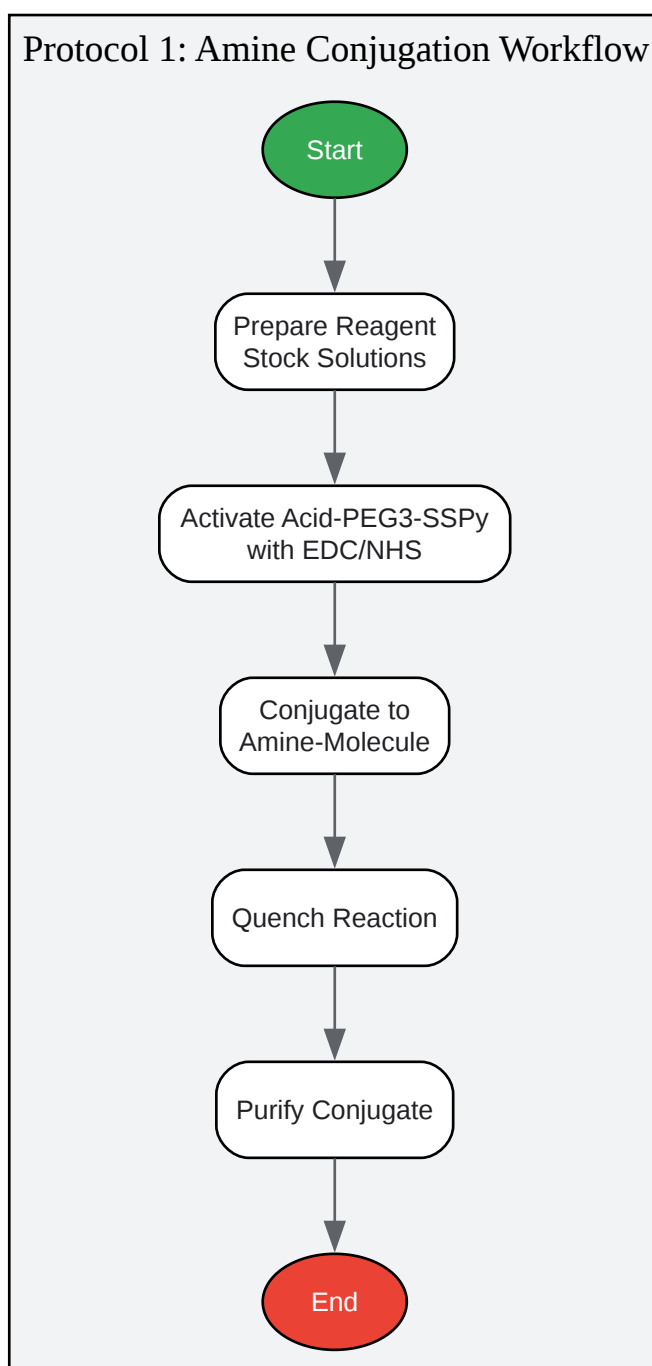 Protocol 1: Amine Conjugation Workflow
Start
Prepare Reagent
Stock Solutions
Activate Acid-PEG3-SSPy
with EDC/NHS
Conjugate to
Amine-Molecule
Quench Reaction
Purify Conjugate
End